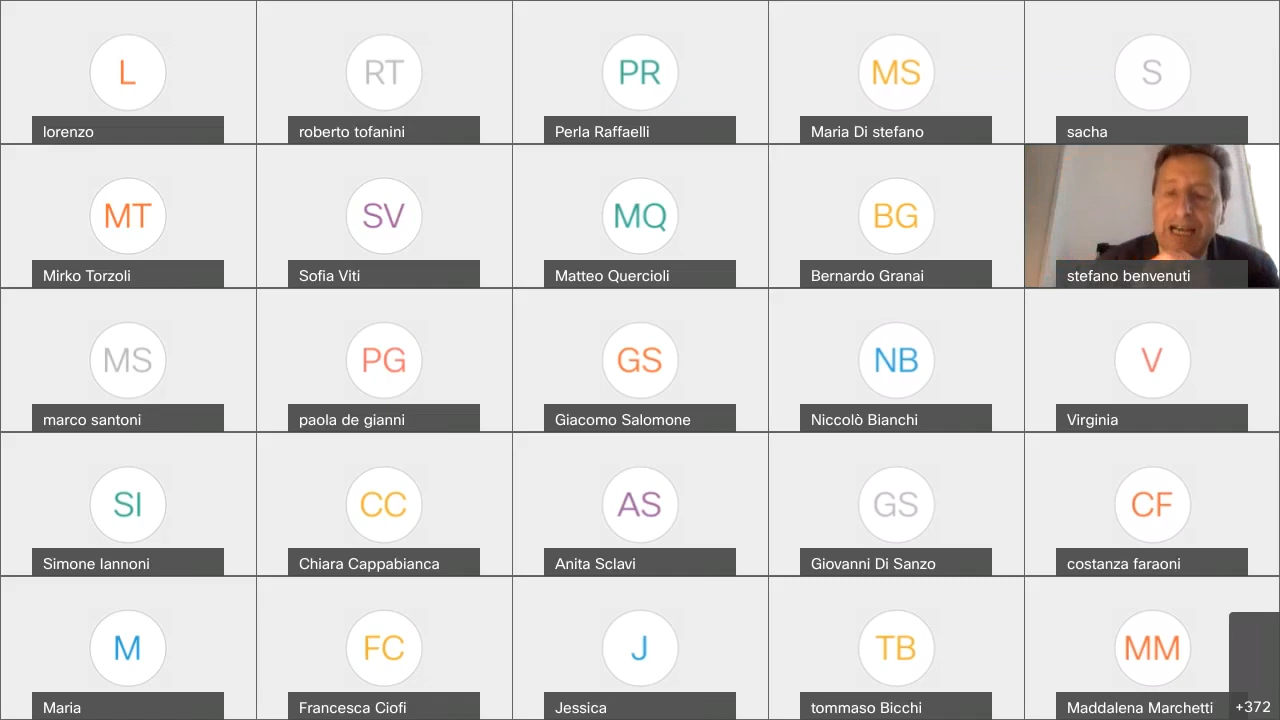 L
lorenzo
RT
roberto tofanini
PR
Perla Raffaelli
MS
Maria Di stefano
S
sacha
MT
Mirko Torzoli
SV
Sofia Viti
MQ
Matteo Quercioli
BG
Bernardo Granai
stefano benvenuti
MS
marco santoni
PG
paola de gianni
GS
Giacomo Salomone
NB
Niccolò Bianchi
V
Virginia
SI
Simone Iannoni
CC
Chiara Cappabianca
AS
Anita Sclavi
GS
Giovanni Di Sanzo
CF
costanza faraoni
M
Maria
FC
Francesca Ciofi
J
Jessica
TB
tommaso Bicchi
MM
Maddalena Marchetti
+372